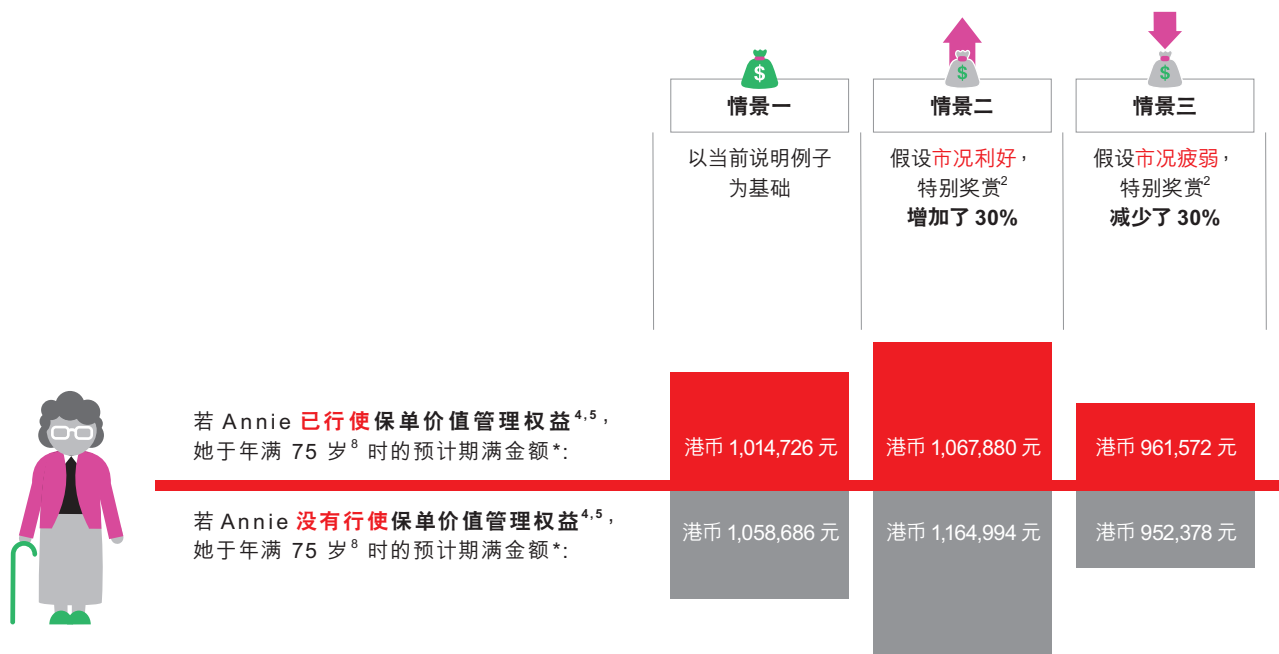 $
$
$
情景一
情景二
情景三
以当前说明例子
为基础
假设市况利好，
特别奖赏2
增加了 30%
假设市况疲弱，
特别奖赏2
减少了 30%
若 Annie 已行使保单价值管理权益4,5，
她于年满 75 岁8 时的预计期满金额*:
港币 1,014,726 元
港币 1,067,880 元
港币 961,572 元
若 Annie 没有行使保单价值管理权益4,5，
她于年满 75 岁8 时的预计期满金额*:
港币 1,058,686 元
港币 1,164,994 元
港币 952,378 元